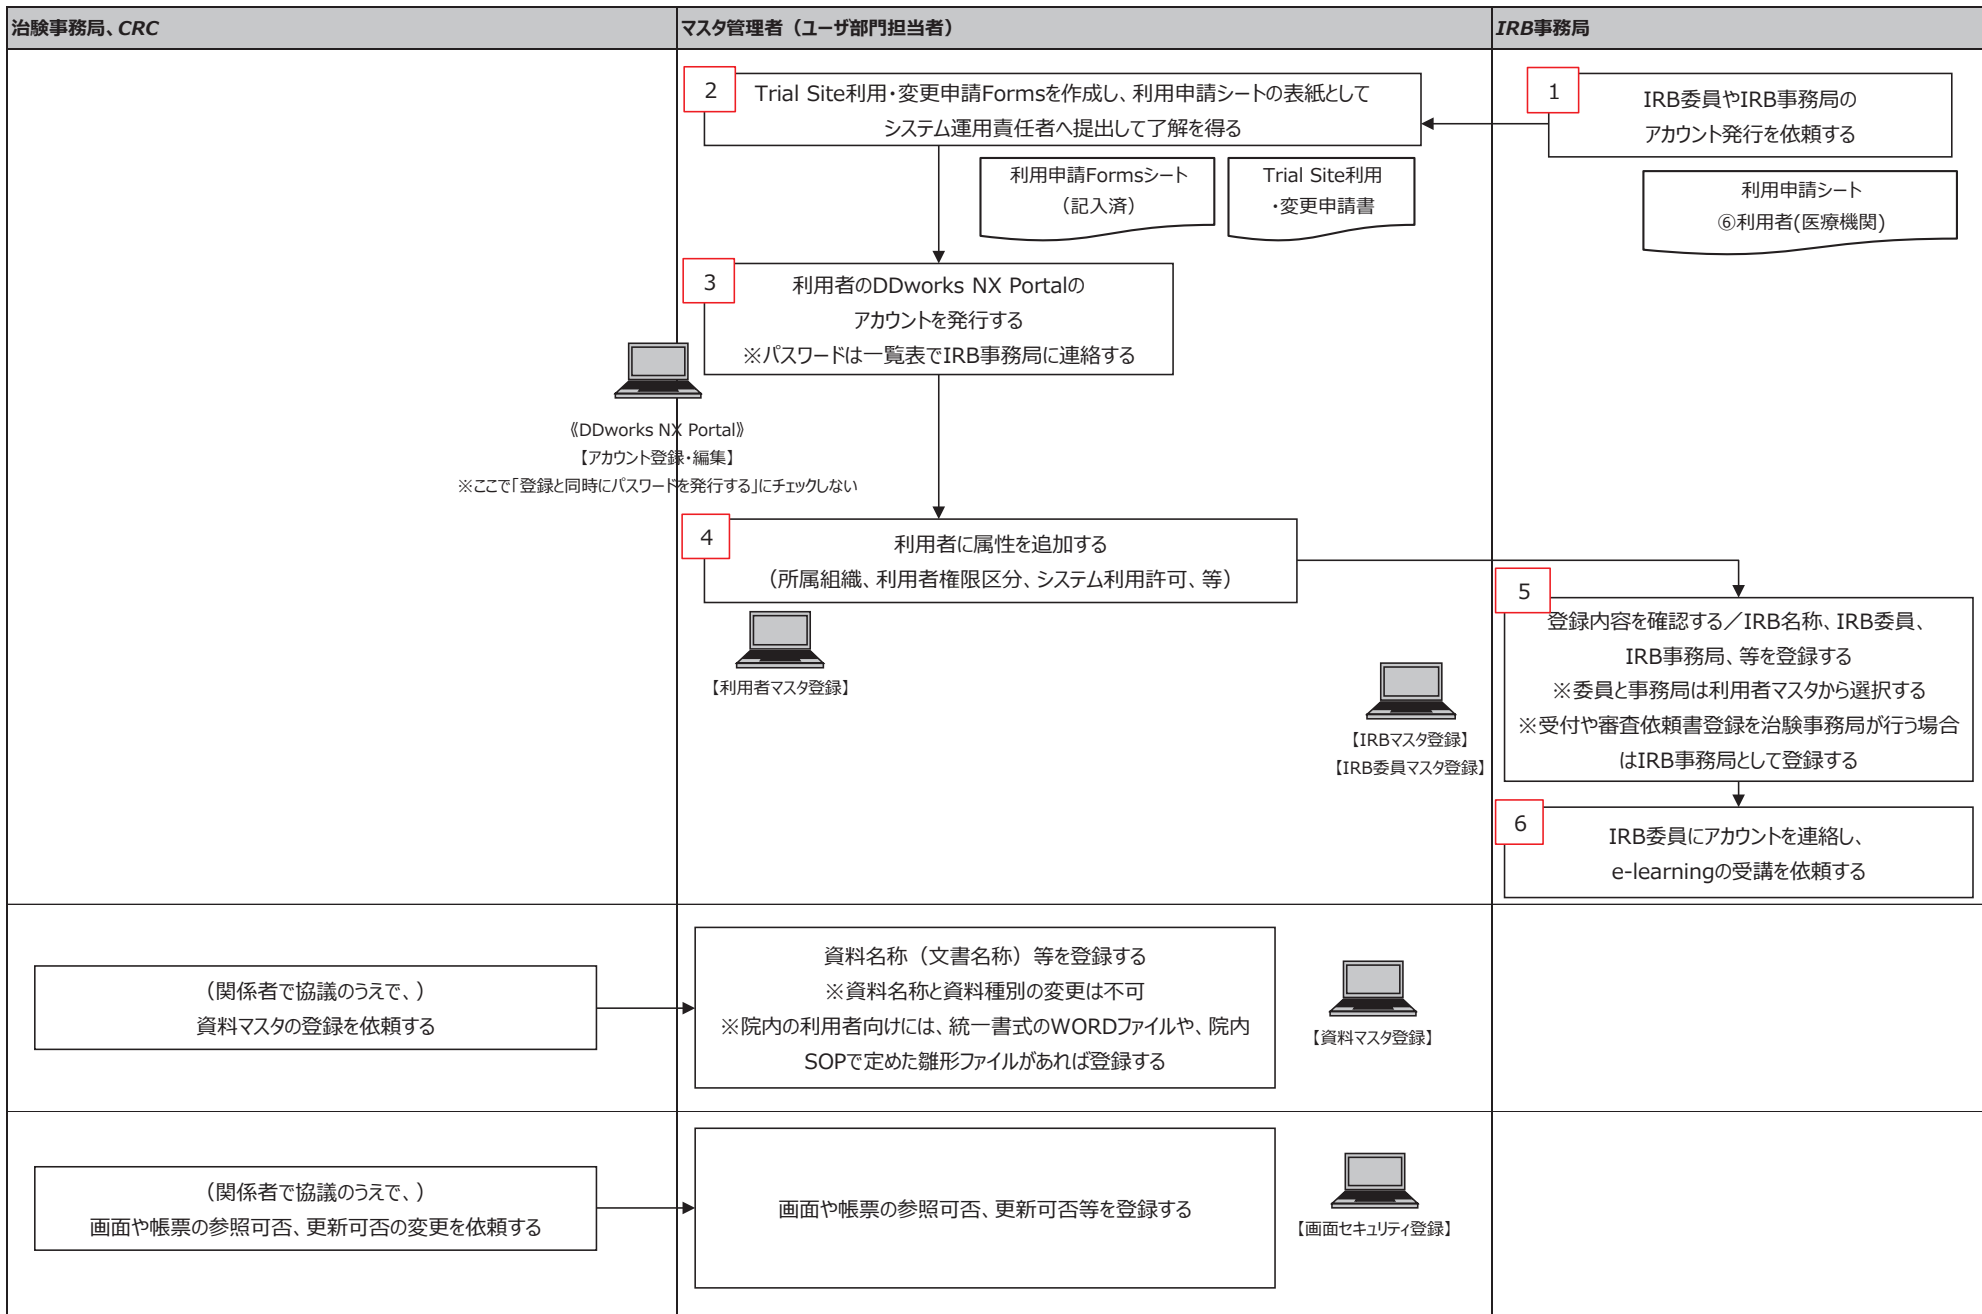 治験事務局、CRC
マスタ管理者（ユーザ部門担当者）
IRB事務局
1
IRB委員やIRB事務局の
アカウント発行を依頼する
利用申請シート
⑥利用者(医療機関)
2
Trial Site利用・変更申請Formsを作成し、利用申請シートの表紙として
システム運用責任者へ提出して了解を得る
利用申請Formsシート
（記入済）
Trial Site利用
・変更申請書
3
利用者のDDworks NX Portalの
アカウントを発行する
※パスワードは一覧表でIRB事務局に連絡する
《DDworks NX Portal》
【アカウント登録・編集】
※ここで「登録と同時にパスワードを発行する」にチェックしない
4
利用者に属性を追加する
（所属組織、利用者権限区分、システム利用許可、等）
【利用者マスタ登録】
5
登録内容を確認する／IRB名称、IRB委員、
IRB事務局、等を登録する
※委員と事務局は利用者マスタから選択する
※受付や審査依頼書登録を治験事務局が行う場合
はIRB事務局として登録する
【IRBマスタ登録】
【IRB委員マスタ登録】
6
IRB委員にアカウントを連絡し、
e-learningの受講を依頼する
（関係者で協議のうえで、）
資料マスタの登録を依頼する
資料名称（文書名称）等を登録する
※資料名称と資料種別の変更は不可
※院内の利用者向けには、統一書式のWORDファイルや、院内
SOPで定めた雛形ファイルがあれば登録する
【資料マスタ登録】
（関係者で協議のうえで、）
画面や帳票の参照可否、更新可否の変更を依頼する
画面や帳票の参照可否、更新可否等を登録する
【画面セキュリティ登録】